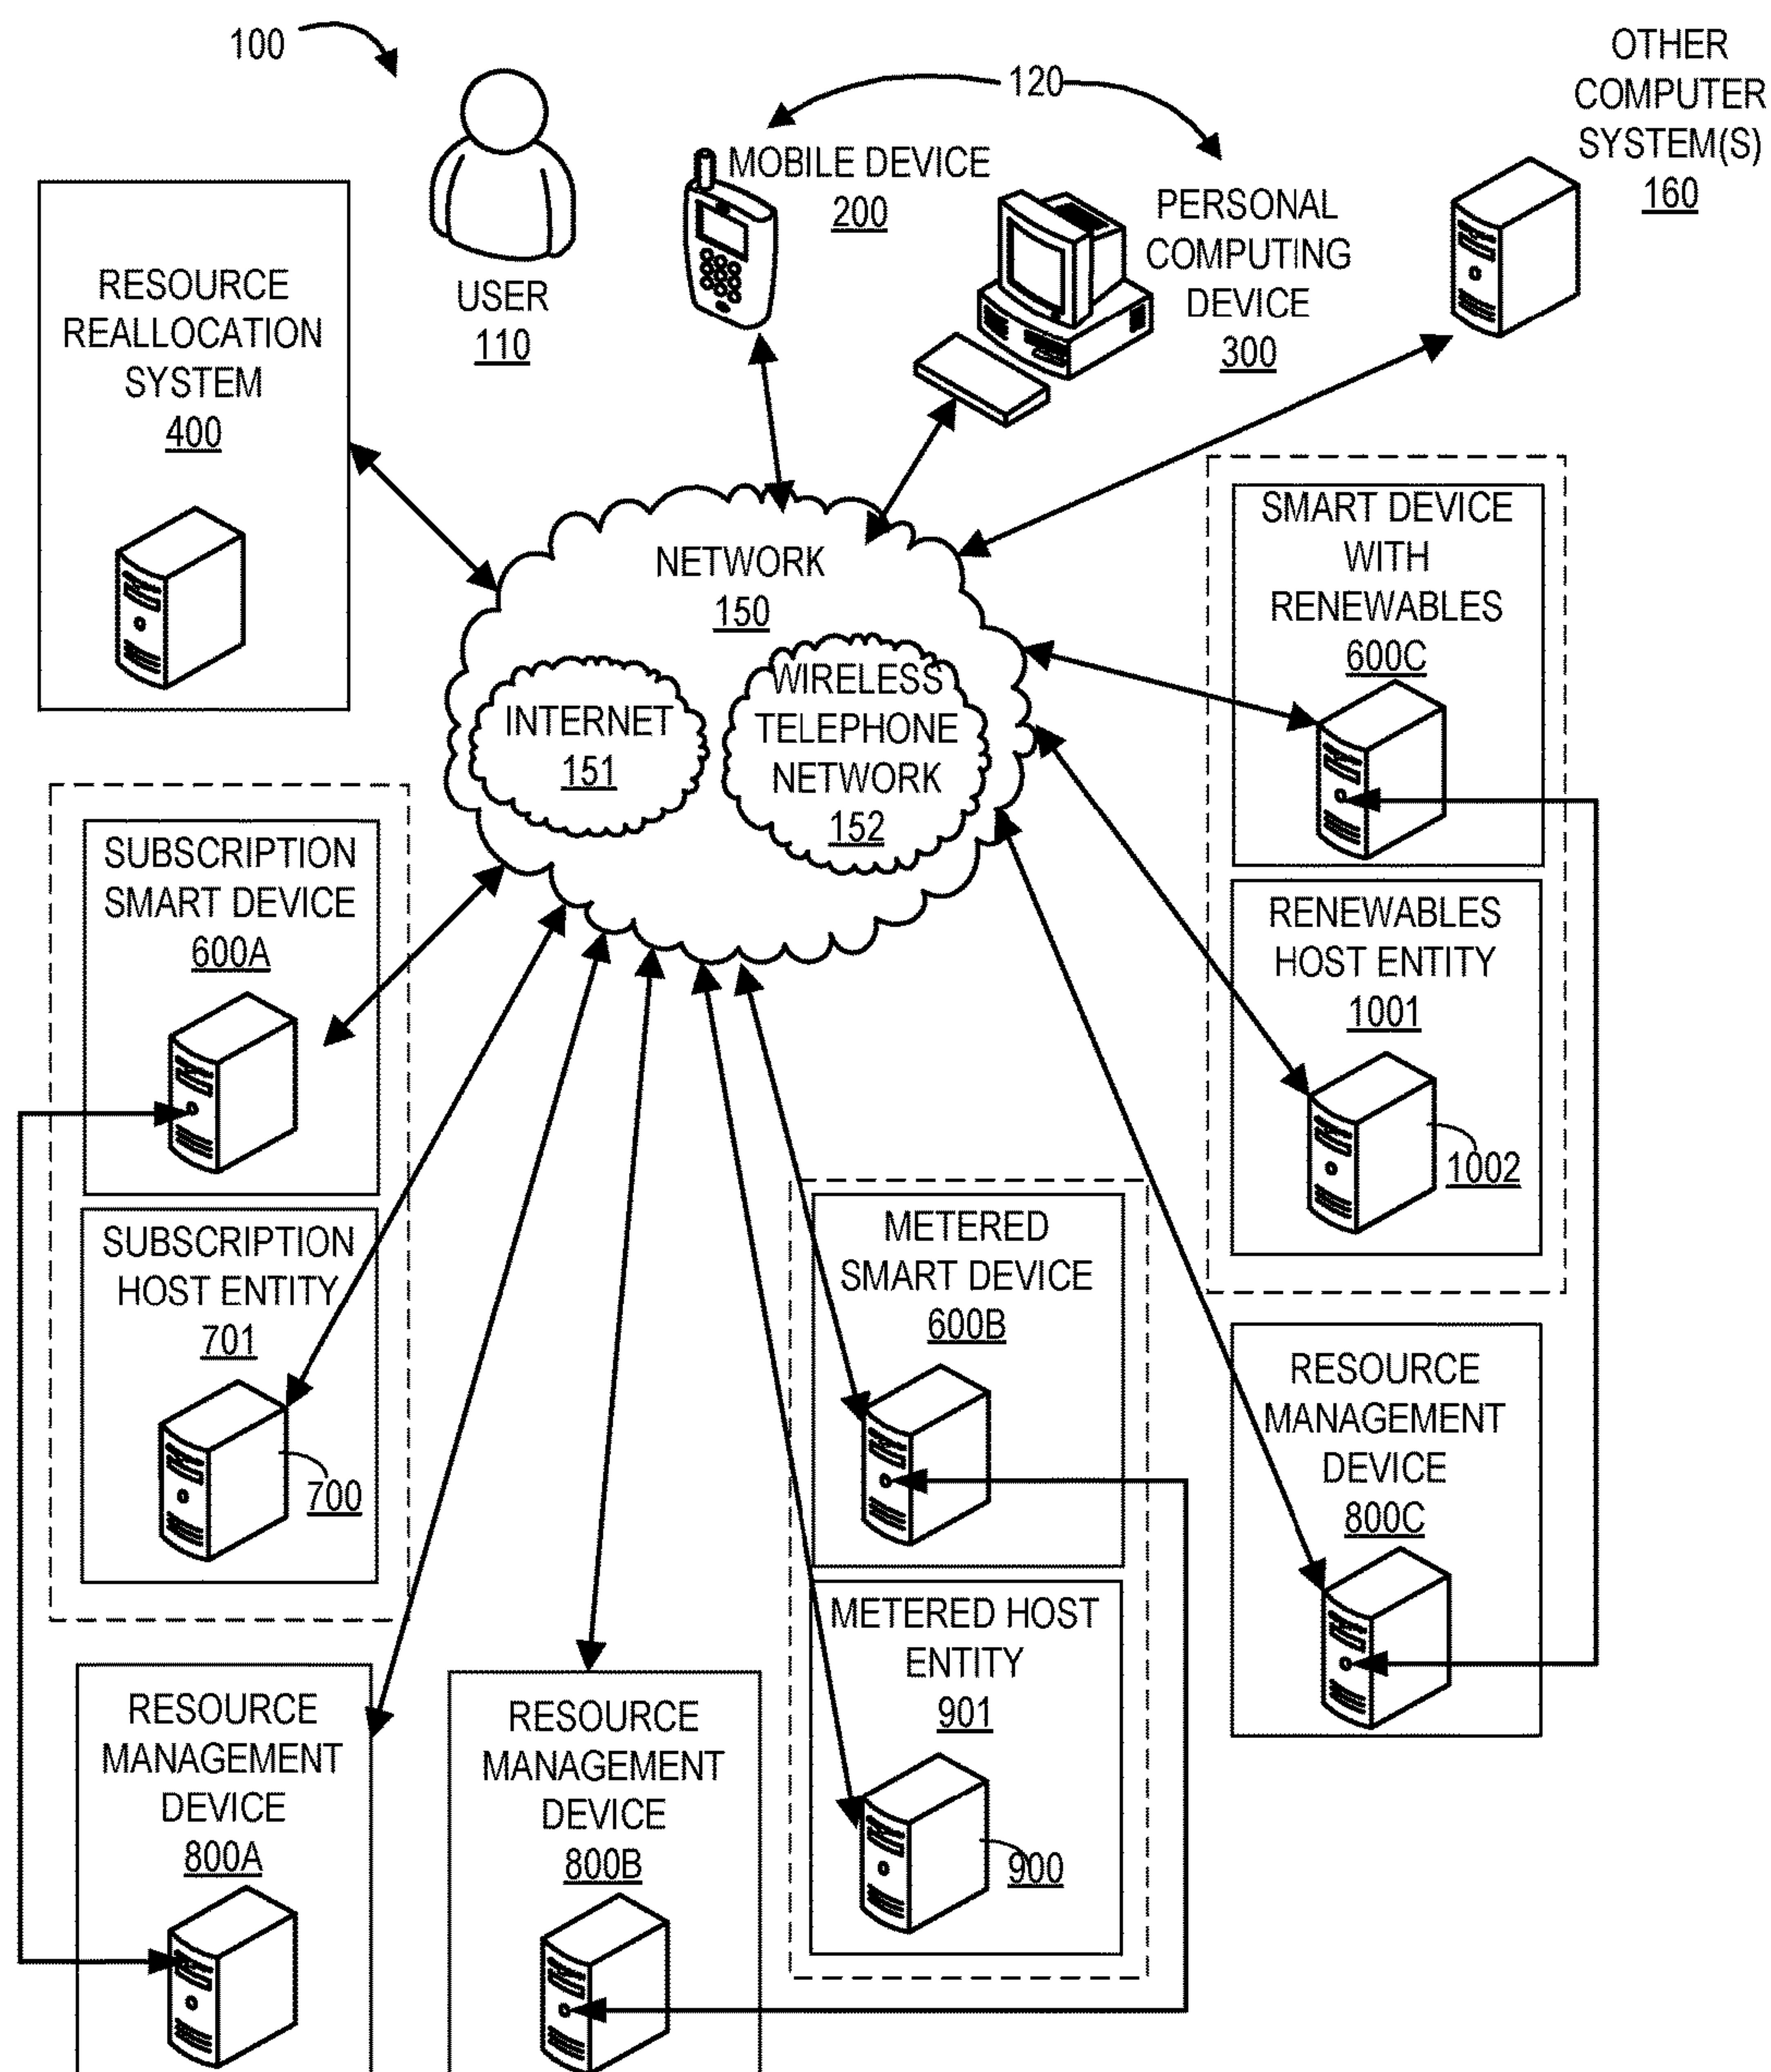 100
120
OTHER
COMPUTER
SYSTEM(S)
160
MOBILE DEVICE
200
PERSONAL
COMPUTING
DEVICE
300
USER
110
RESOURCE
REALLOCATION
SYSTEM
400
NETWORK
150
INTERNET
151
WIRELESS
TELEPHONE
NETWORK
152
SMART DEVICE
WITH
RENEWABLES
600C
RENEWABLES
HOST ENTITY
1001
1002
SUBSCRIPTION
SMART DEVICE
600A
SUBSCRIPTION
HOST ENTITY
701
700
METERED
SMART DEVICE
600B
METERED HOST
ENTITY
901
900
RESOURCE
MANAGEMENT
DEVICE
800C
RESOURCE
MANAGEMENT
DEVICE
800A
RESOURCE
MANAGEMENT
DEVICE
800B